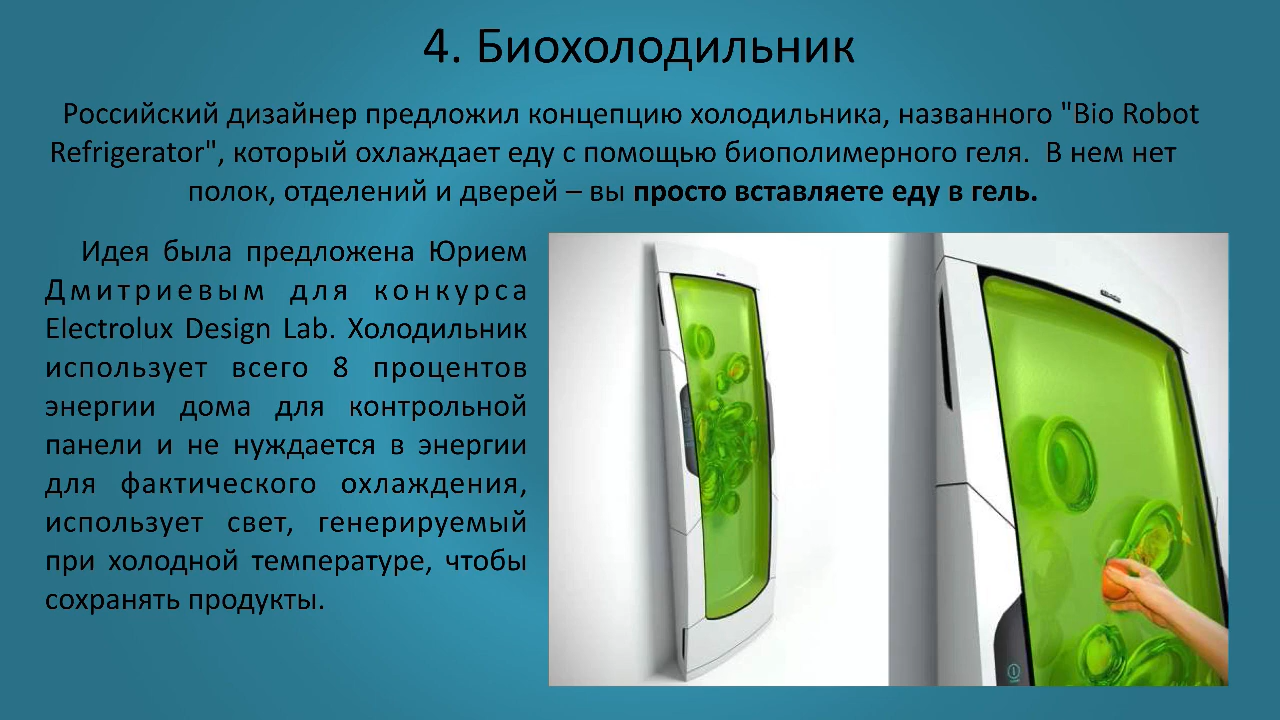 4. Биохолодильник
Российский дизайнер предложил концепцию холодильника, названного "Bio Robot
Refrigerator", который охлаждает еду с помощью биополимерного геля.  В нем нет
полок, отделений и дверей – вы просто вставляете еду в гель.
Идея была предложена Юрием
Дмитриевым для конкурса
Electrolux Design Lab. Холодильник
использует всего 8 процентов
энергии дома для контрольной
панели и не нуждается в энергии
для фактического охлаждения,
использует свет, генерируемый
при холодной температуре, чтобы
сохранять продукты.